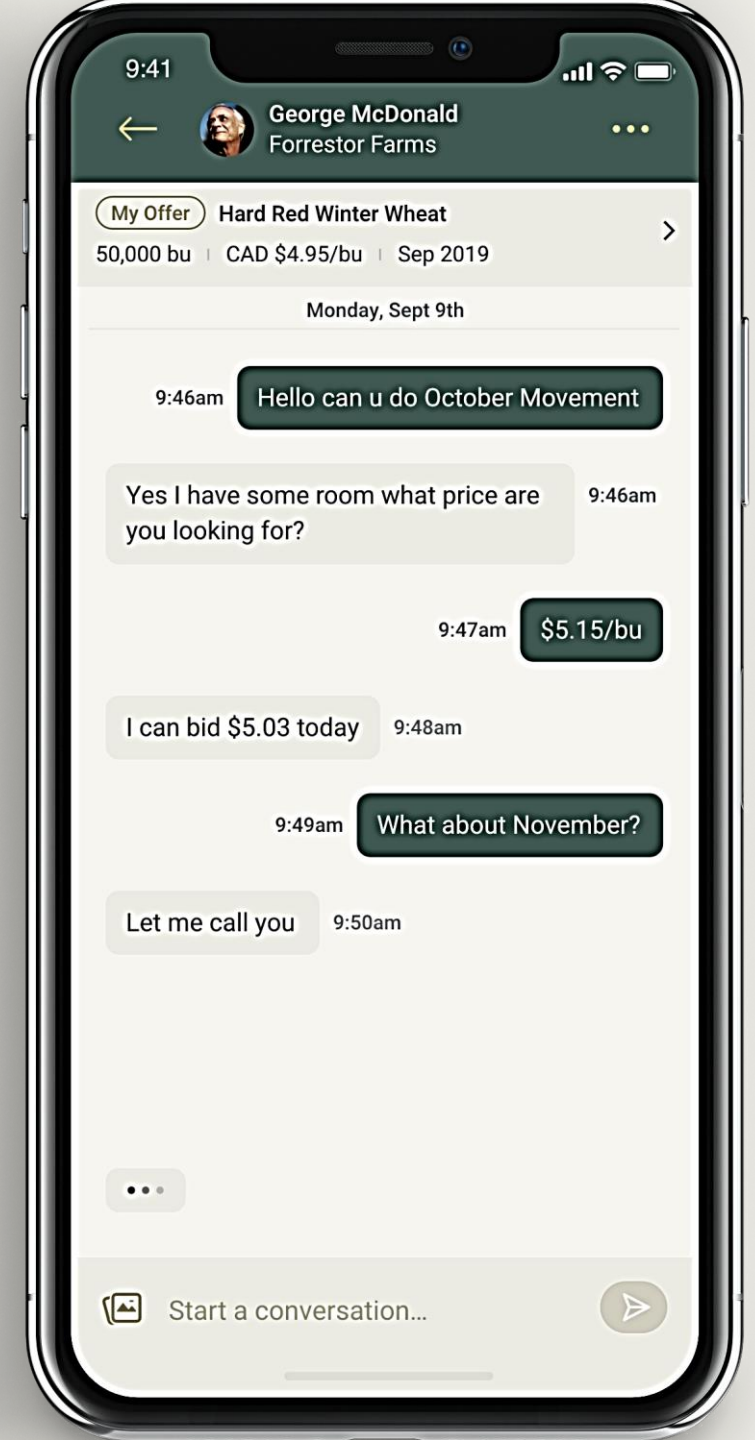 9:41
George McDonald
Forrestor Farms
My Offer Hard Red Winter Wheat
50,000 bu CAD $4.95/bu Sep 2019
Monday, Sept 9th
9:46am Hello can u do October Movement
Yes I have some room what price are 9:46am
you looking for?
9:47am $5.15/bu
I can bid $5.03 today 9:48am
9:49am What about November?
Let me call you 9:50am
Start a conversation...